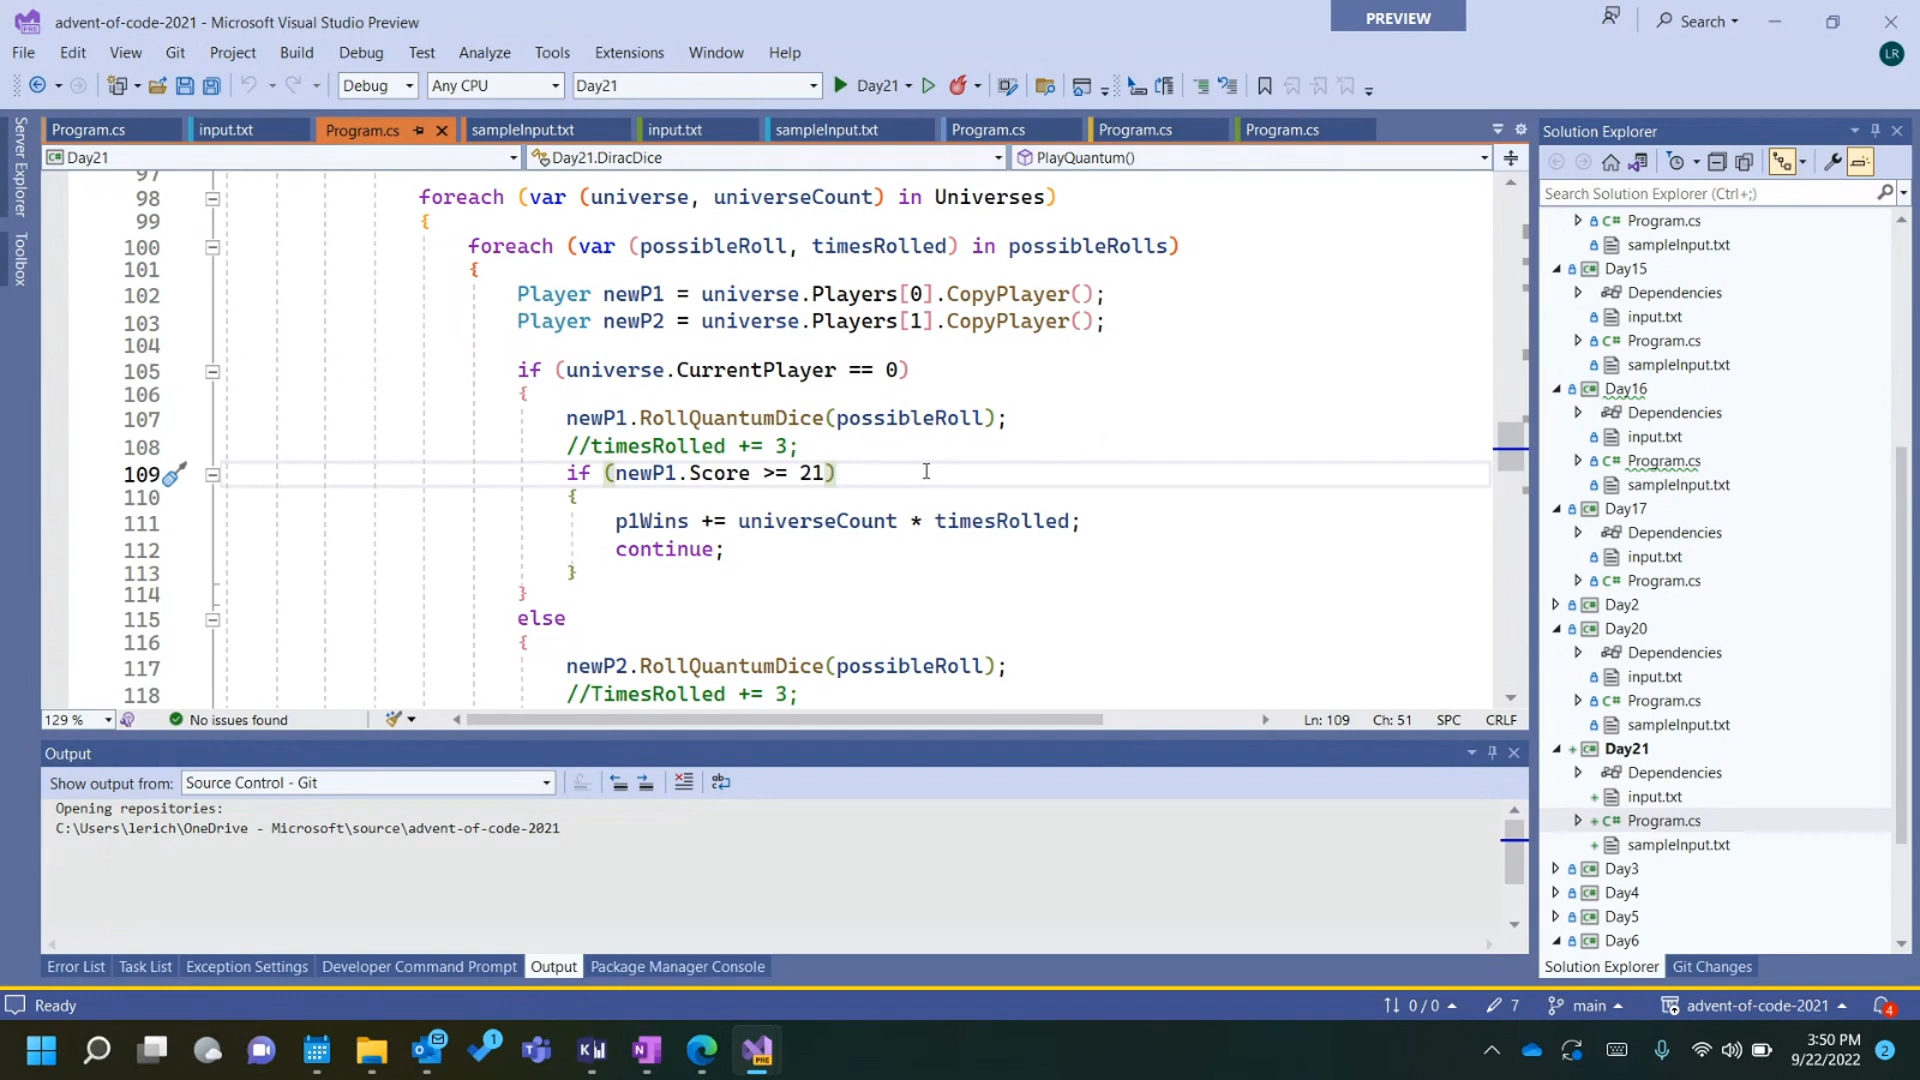 advent-of-code-2021 - Microsoft Visual Studio Preview
PREVIEW
Search
File Edit View Git Project Build Debug Test Analyze Tools Extensions Window Help
LR
Debug Any CPU Day21 Day21
Server Explorer
Toolbox
Program.cs input.txt Program.cs sampleInput.txt input.txt sampleInput.txt Program.cs Program.cs Program.cs
Day21 Day21.DiracDice PlayQuantum()
97
98 foreach (var (universe, universeCount) in Universes)
99 {
100 foreach (var (possibleRoll, timesRolled) in possibleRolls)
101 {
102 Player newP1 = universe.Players[0].CopyPlayer();
103 Player newP2 = universe.Players[1].CopyPlayer();
104
105 if (universe.CurrentPlayer == 0)
106 {
107 newP1.RollQuantumDice(possibleRoll);
108 //timesRolled += 3;
109 if (newP1.Score >= 21)
110 {
111 p1Wins += universeCount * timesRolled;
112 continue;
113 }
114 }
115 else
116 {
117 newP2.RollQuantumDice(possibleRoll);
118 //TimesRolled += 3;
129 % No issues found Ln: 109 Ch: 51 SPC CRLF
Output
Show output from: Source Control - Git
Opening repositories:
C:\Users\lerich\OneDrive - Microsoft\source\advent-of-code-2021
Error List Task List Exception Settings Developer Command Prompt Output Package Manager Console
Solution Explorer
Search Solution Explorer (Ctrl+;)
C# Program.cs
sampleInput.txt
C# Day15
Dependencies
input.txt
C# Program.cs
sampleInput.txt
C# Day16
Dependencies
input.txt
C# Program.cs
sampleInput.txt
C# Day17
Dependencies
input.txt
C# Program.cs
C# Day2
C# Day20
Dependencies
input.txt
C# Program.cs
sampleInput.txt
+ C# Day21
Dependencies
+ input.txt
+ C# Program.cs
+ sampleInput.txt
C# Day3
C# Day4
C# Day5
C# Day6
Solution Explorer Git Changes
Ready 0 / 0 7 main advent-of-code-2021 4
1
PRE
3:50 PM
9/22/2022
2